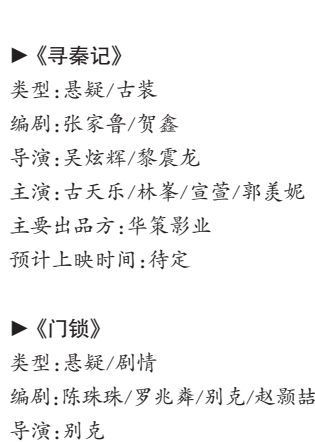 ▶《寻秦记》
类型:悬疑/古装
编剧:张家鲁/贺鑫
导演:吴炫辉/黎震龙
主演:古天乐/林峯/宣萱/郭羡妮
主要出品方:华策影业
预计上映时间:待定
▶《门锁》
类型:悬疑/剧情
编剧:陈珠珠/罗兆彝/别克/赵颢喆
导演:别克